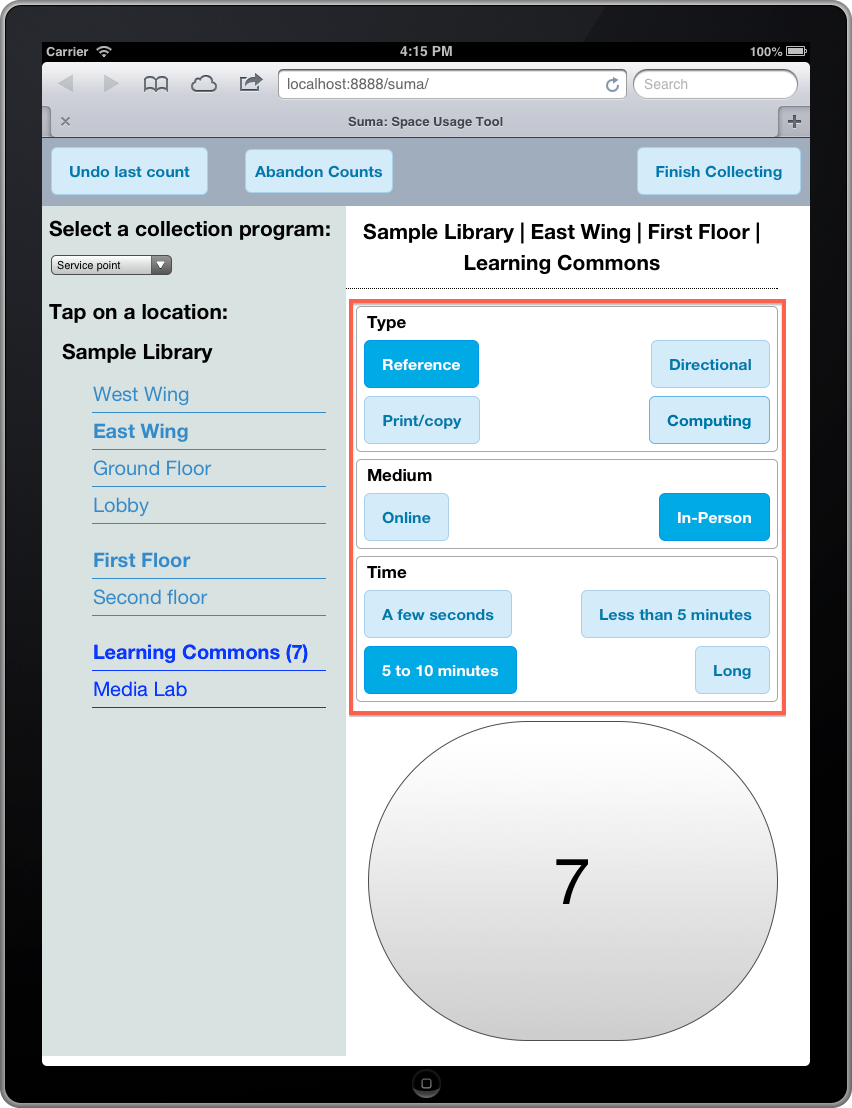 Carrier 4:15 PM 100%
localhost:8888/suma/ Search
Suma: Space Usage Tool
Undo last count Abandon Counts Finish Collecting
Select a collection program:
Service point
Tap on a location:
Sample Library
West Wing
East Wing
Ground Floor
Lobby
First Floor
Second floor
Learning Commons (7)
Media Lab
Sample Library | East Wing | First Floor |
Learning Commons
Type
Reference Directional
Print/copy Computing
Medium
Online In-Person
Time
A few seconds Less than 5 minutes
5 to 10 minutes Long
7